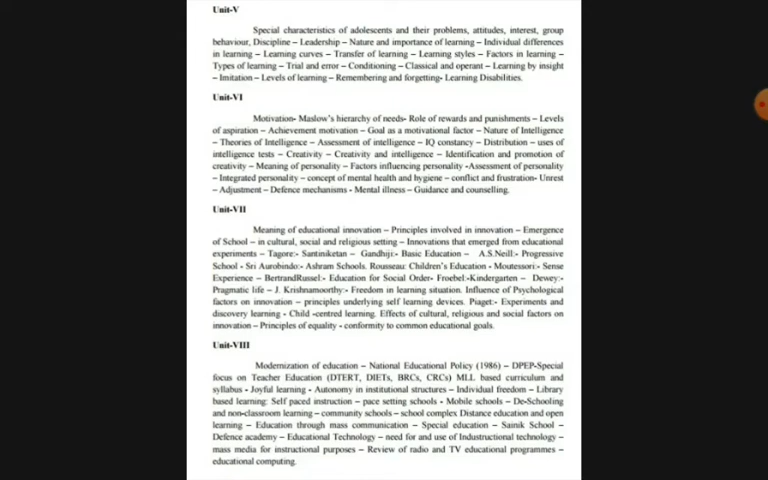 Unit-V
Special characteristics of adolescents and their problems, attitudes, interest, group
behaviour, Discipline – Leadership – Nature and importance of learning – Individual differences
in learning – Learning curves – Transfer of learning – Learning styles – Factors in learning –
Types of learning – Trial and error – Conditioning – Classical and operant – Learning by insight
– Imitation – Levels of learning – Remembering and forgetting- Learning Disabilities.
Unit-VI
Motivation- Maslow's hierarchy of needs- Role of rewards and punishments – Levels
of aspiration – Achievement motivation – Goal as a motivational factor – Nature of Intelligence
– Theories of Intelligence – Assessment of intelligence – IQ constancy – Distribution – uses of
intelligence tests – Creativity – Creativity and intelligence – Identification and promotion of
creativity – Meaning of personality – Factors influencing personality -Assessment of personality
– Integrated personality – concept of mental health and hygiene – conflict and frustration- Unrest
– Adjustment – Defence mechanisms - Mental illness – Guidance and counselling.
Unit-VII
Meaning of educational innovation – Principles involved in innovation – Emergence
of School – in cultural, social and religious setting – Innovations that emerged from educational
experiments – Tagore:- Santiniketan – Gandhiji:- Basic Education – A.S.Neill:- Progressive
School - Sri Aurobindo:- Ashram Schools. Rousseau: Children's Education - Moutessori:- Sense
Experience – BertrandRussel:- Education for Social Order- Froebel:-Kindergarten – Dewey:-
Pragmatic life – J. Krishnamoorthy:- Freedom in learning situation. Influence of Psychological
factors on innovation – principles underlying self learning devices. Piaget:- Experiments and
discovery learning - Child -centred learning. Effects of cultural, religious and social factors on
innovation – Principles of equality - conformity to common educational goals.
Unit-VIII
Modernization of education – National Educational Policy (1986) – DPEP-Special
focus on Teacher Education (DTERT, DIETs, BRCs, CRCs) MLL based curriculum and
syllabus - Joyful learning - Autonomy in institutional structures – Individual freedom – Library
based learning: Self paced instruction – pace setting schools - Mobile schools – De-Schooling
and non-classroom learning – community schools – school complex Distance education and open
learning – Education through mass communication – Special education – Sainik School –
Defence academy – Educational Technology – need for and use of Industructional technology –
mass media for instructional purposes – Review of radio and TV educational programmes –
educational computing.